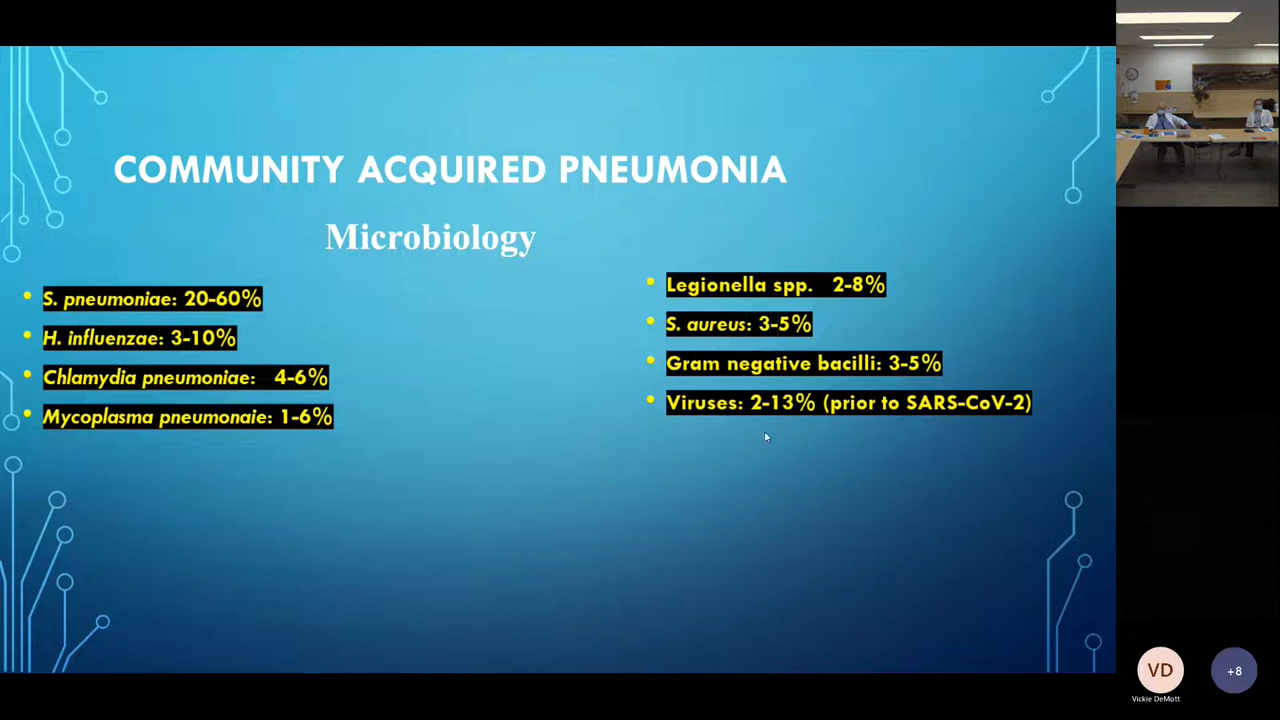 COMMUNITY ACQUIRED PNEUMONIA
Microbiology
• S. pneumoniae: 20-60%
• H. influenzae: 3-10%
• Chlamydia pneumoniae: 4-6%
• Mycoplasma pneumonaie: 1-6%
• Legionella spp. 2-8%
• S. aureus: 3-5%
• Gram negative bacilli: 3-5%
• Viruses: 2-13% (prior to SARS-CoV-2)
VD
Vickie DeMott
+8